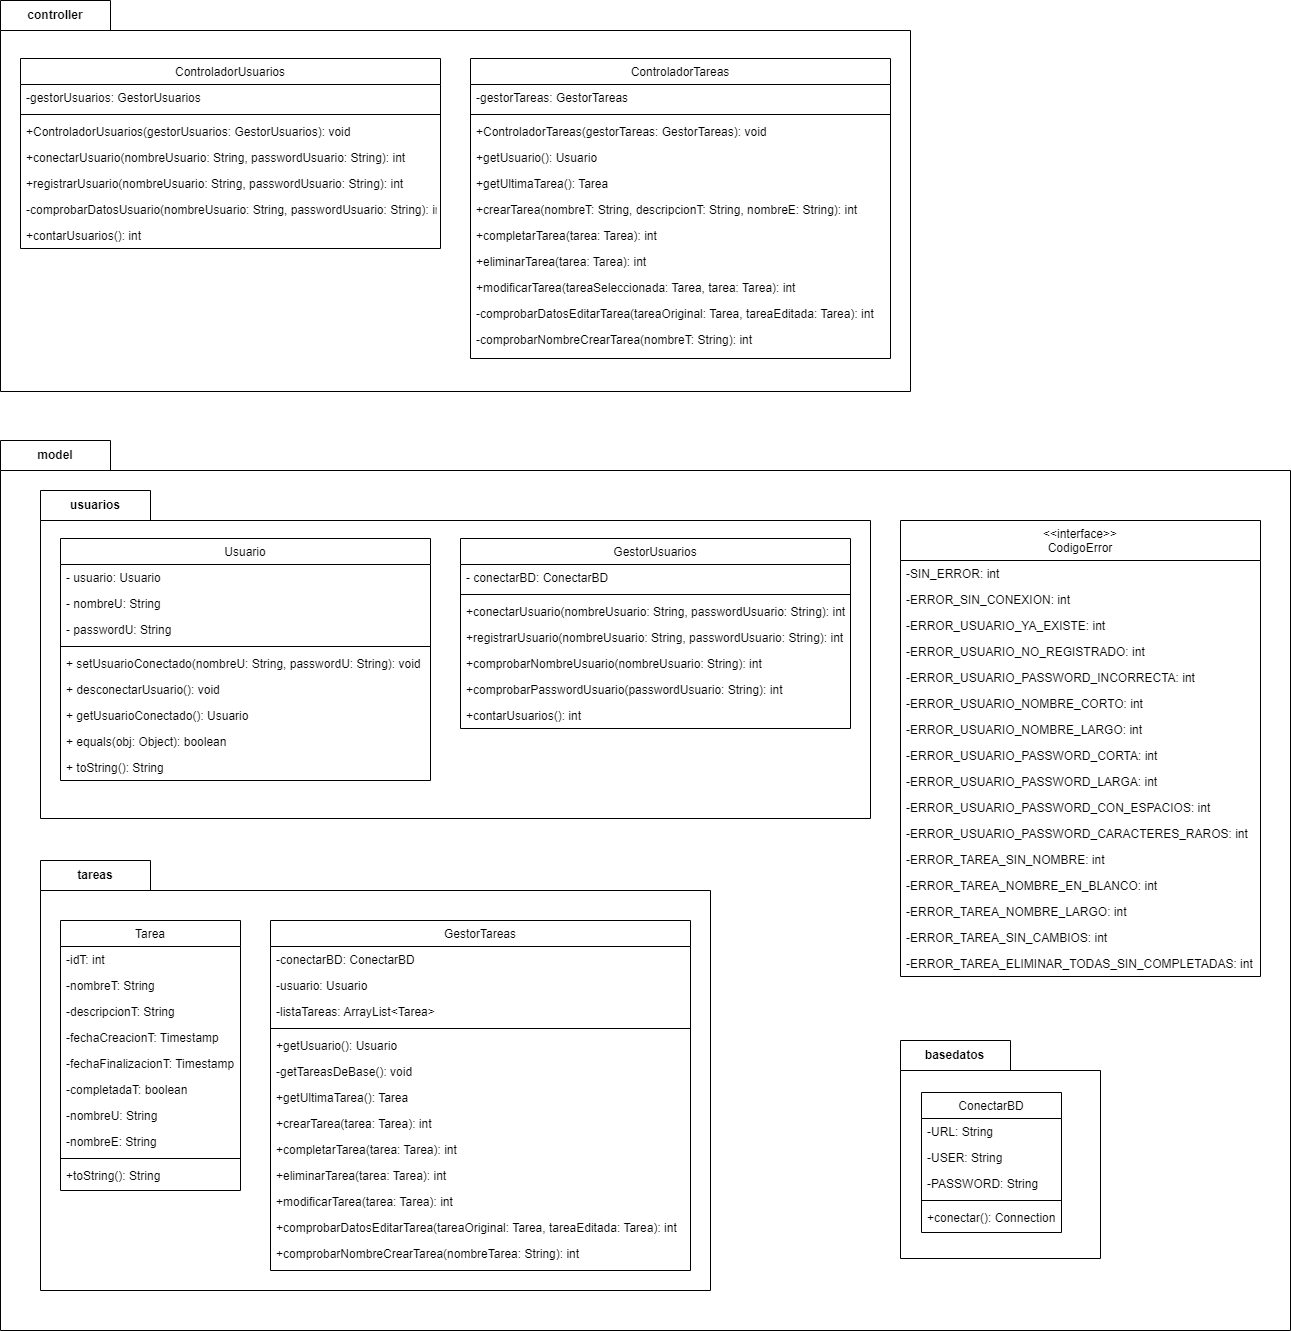 controller
ControladorUsuarios
-gestorUsuarios: GestorUsuarios
+ControladorUsuarios(gestorUsuarios: GestorUsuarios): void
+conectarUsuario(nombreUsuario: String, passwordUsuario: String): int
+registrarUsuario(nombreUsuario: String, passwordUsuario: String): int
-comprobarDatosUsuario(nombreUsuario: String, passwordUsuario: String):
+contarUsuarios(): int
ControladorTareas
-gestorTareas: GestorTareas
+ControladorTareas(gestorTareas: GestorTareas): void
+getUsuario(): Usuario
+getUltimaTarea(): Tarea
+crearTarea(nombreT: String, descripcionT: String, nombreE: String): int
+completarTarea(tarea: Tarea): int
+eliminarTarea(tarea: Tarea): int
+modificarTarea(tareaSeleccionada: Tarea, tarea: Tarea): int
-comprobarDatosEditarTarea(tareaOriginal: Tarea, tareaEditada: Tarea): int
-comprobarNombreCrearTarea(nombreT: String): int
model
usuarios
Usuario
- usuario: Usuario
- nombreU: String
- passwordU: String
+ setUsuarioConectado(nombreU: String, passwordU: String): void
+ desconectarUsuario(): void
+ getUsuarioConectado(): Usuario
+ equals(obj: Object): boolean
+ toString(): String
GestorUsuarios
- conectarBD: ConectarBD
+conectarUsuario(nombreUsuario: String, passwordUsuario: String): int
+registrarUsuario(nombreUsuario: String, passwordUsuario: String): int
+comprobarNombreUsuario(nombreUsuario: String): int
+comprobarPasswordUsuario(passwordUsuario: String): int
+contarUsuarios(): int
<<interface>>
CodigoError
-SIN_ERROR: int
-ERROR_SIN_CONEXION: int
-ERROR_USUARIO_YA_EXISTE: int
-ERROR_USUARIO_NO_REGISTRADO: int
-ERROR_USUARIO_PASSWORD_INCORRECTA: int
-ERROR_USUARIO_NOMBRE_CORTO: int
-ERROR_USUARIO_NOMBRE_LARGO: int
-ERROR_USUARIO_PASSWORD_CORTA: int
-ERROR_USUARIO_PASSWORD_LARGA: int
-ERROR_USUARIO_PASSWORD_CON_ESPACIOS: int
-ERROR_USUARIO_PASSWORD_CARACTERES_RAROS: int
-ERROR_TAREA_SIN_NOMBRE: int
-ERROR_TAREA_NOMBRE_EN_BLANCO: int
-ERROR_TAREA_NOMBRE_LARGO: int
-ERROR_TAREA_SIN_CAMBIOS: int
-ERROR_TAREA_ELIMINAR_TODAS_SIN_COMPLETADAS: int
tareas
Tarea
-idT: int
-nombreT: String
-descripcionT: String
-fechaCreacionT: Timestamp
-fechaFinalizacionT: Timestamp
-completadaT: boolean
-nombreU: String
-nombreE: String
+toString(): String
GestorTareas
-conectarBD: ConectarBD
-usuario: Usuario
-listaTareas: ArrayList<Tarea>
+getUsuario(): Usuario
-getTareasDeBase(): void
+getUltimaTarea(): Tarea
+crearTarea(tarea: Tarea): int
+completarTarea(tarea: Tarea): int
+eliminarTarea(tarea: Tarea): int
+modificarTarea(tarea: Tarea): int
+comprobarDatosEditarTarea(tareaOriginal: Tarea, tareaEditada: Tarea): int
+comprobarNombreCrearTarea(nombreTarea: String): int
basedatos
ConectarBD
-URL: String
-USER: String
-PASSWORD: String
+conectar(): Connection